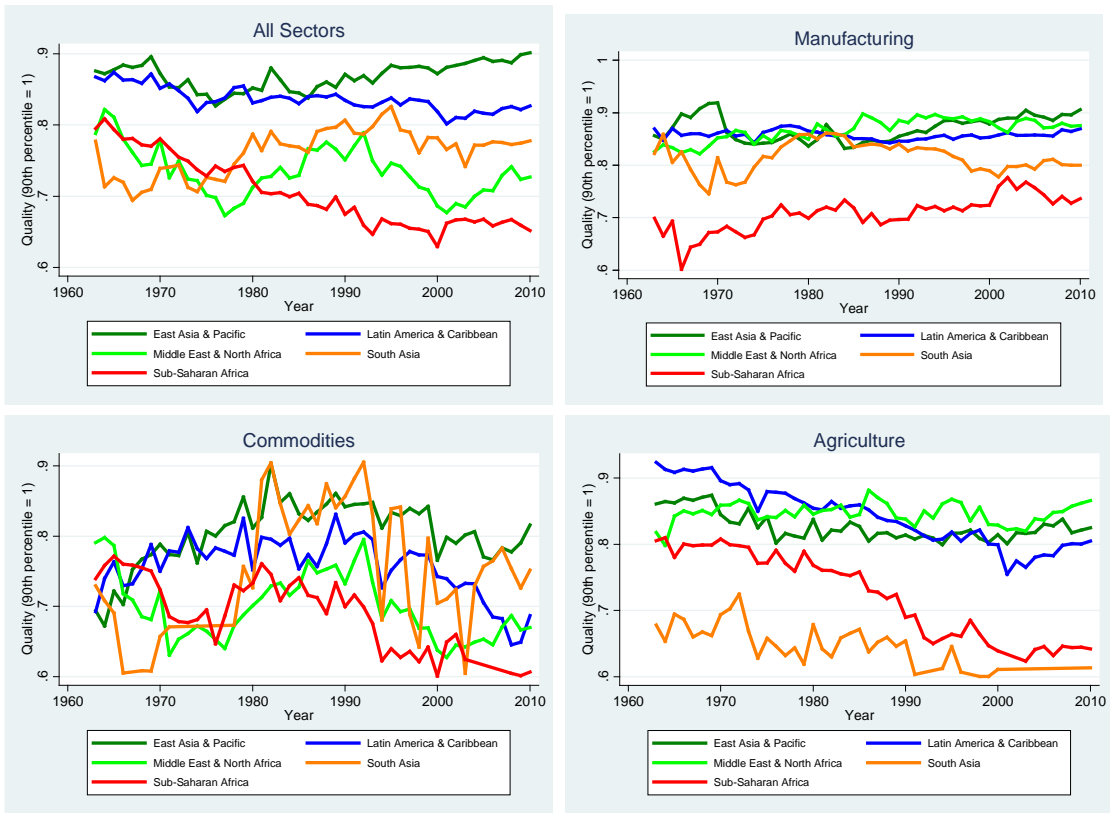 All Sectors
Quality (90th percentile = 1)
.9
.8
.7
.6
1960 1970 1980 1990 2000 2010
Year
East Asia & Pacific Latin America & Caribbean
Middle East & North Africa South Asia
Sub-Saharan Africa
Manufacturing
Quality (90th percentile = 1)
1
.9
.8
.7
.6
1960 1970 1980 1990 2000 2010
Year
East Asia & Pacific Latin America & Caribbean
Middle East & North Africa South Asia
Sub-Saharan Africa
Commodities
Quality (90th percentile = 1)
.9
.8
.7
.6
1960 1970 1980 1990 2000 2010
Year
East Asia & Pacific Latin America & Caribbean
Middle East & North Africa South Asia
Sub-Saharan Africa
Agriculture
Quality (90th percentile = 1)
.9
.8
.7
.6
1960 1970 1980 1990 2000 2010
Year
East Asia & Pacific Latin America & Caribbean
Middle East & North Africa South Asia
Sub-Saharan Africa